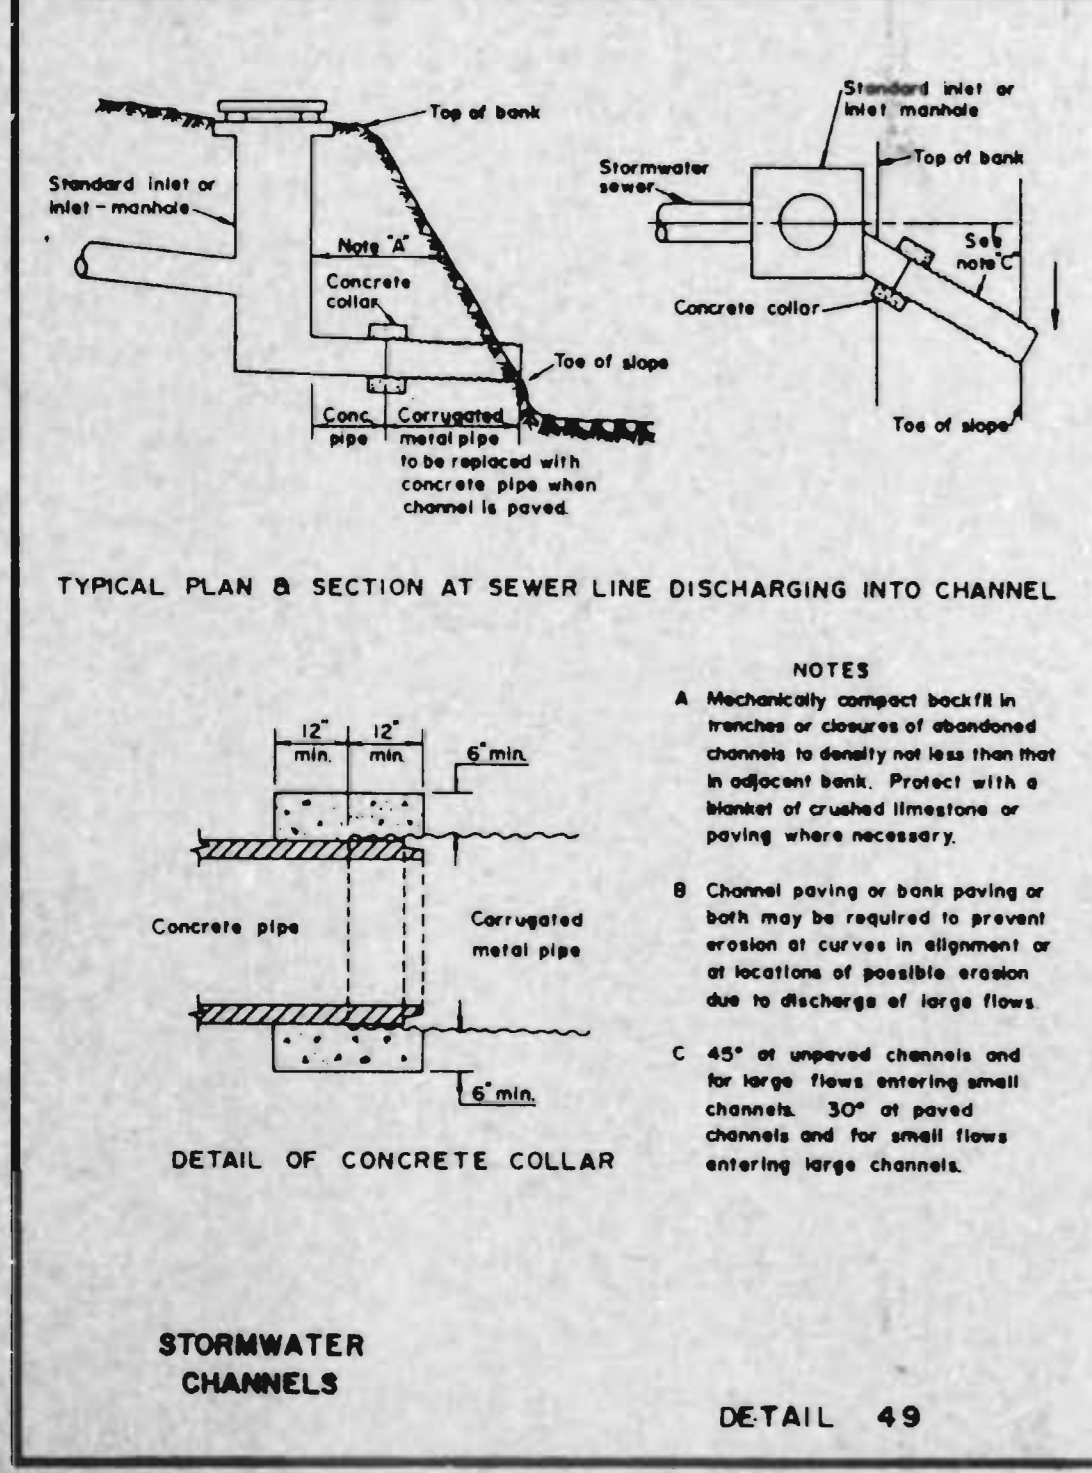 Top of bank
Standard inlet or
inlet - manhole
Note "A"
Concrete
collar
Toe of slope
Conc.
pipe
Corrugated
metal pipe
to be replaced with
concrete pipe when
channel is paved.
Standard inlet or
inlet manhole
Top of bank
Stormwater
sewer
See
note "C"
Concrete collar
Toe of slope
TYPICAL PLAN & SECTION AT SEWER LINE DISCHARGING INTO CHANNEL
12" 12"
min. min.
6" min.
Concrete pipe
Corrugated
metal pipe
6" min.
DETAIL OF CONCRETE COLLAR
NOTES
A Mechanically compact backfill in
trenches or closures of abandoned
channels to density not less than that
in adjacent bank. Protect with a
blanket of crushed limestone or
paving where necessary.
B Channel paving or bank paving or
both may be required to prevent
erosion at curves in alignment or
at locations of possible erosion
due to discharge of large flows.
C 45° at unpaved channels and
for large flows entering small
channels. 30° at paved
channels and for small flows
entering large channels.
STORMWATER
CHANNELS
DETAIL 49